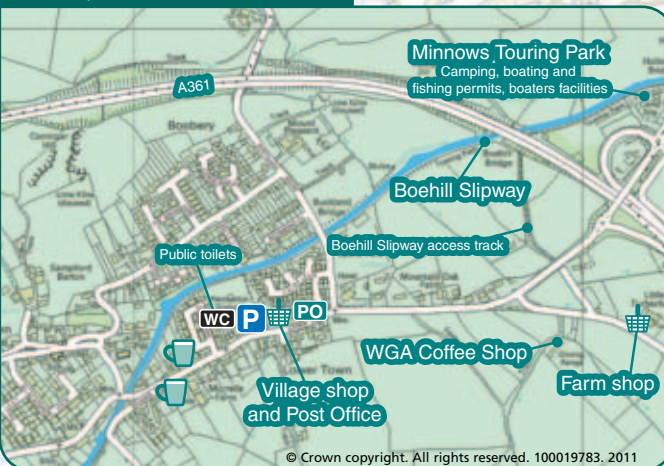 Minnows Touring Park
Camping, boating and
fishing permits, boaters facilities
A361
Boehill Slipway
Boehill Slipway access track
Public toilets
WC
P
PO
WGA Coffee Shop
Farm shop
Village shop
and Post Office
© Crown copyright. All rights reserved. 100019783. 2011